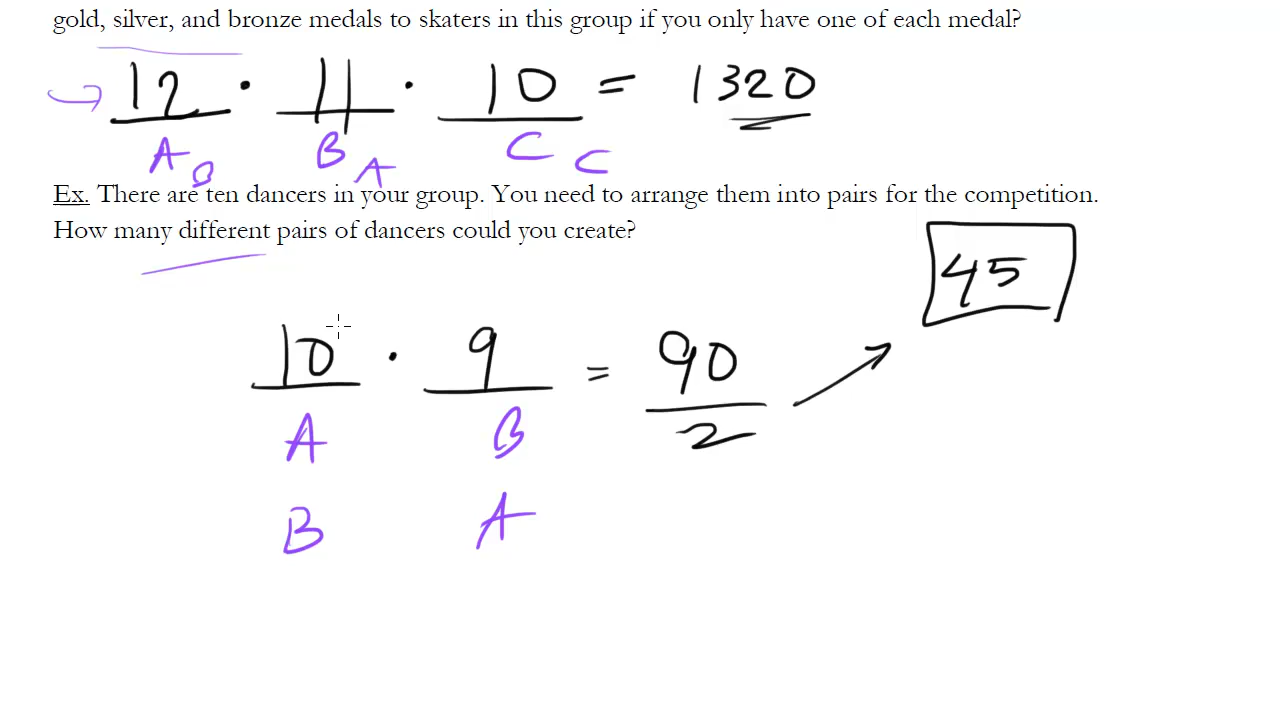 gold, silver, and bronze medals to skaters in this group if you only have one of each medal?
12 · 11 · 10 = 1320
A B C
B A C
Ex. There are ten dancers in your group. You need to arrange them into pairs for the competition.
How many different pairs of dancers could you create?
45
10 · 9 = 90
2
A B
B A